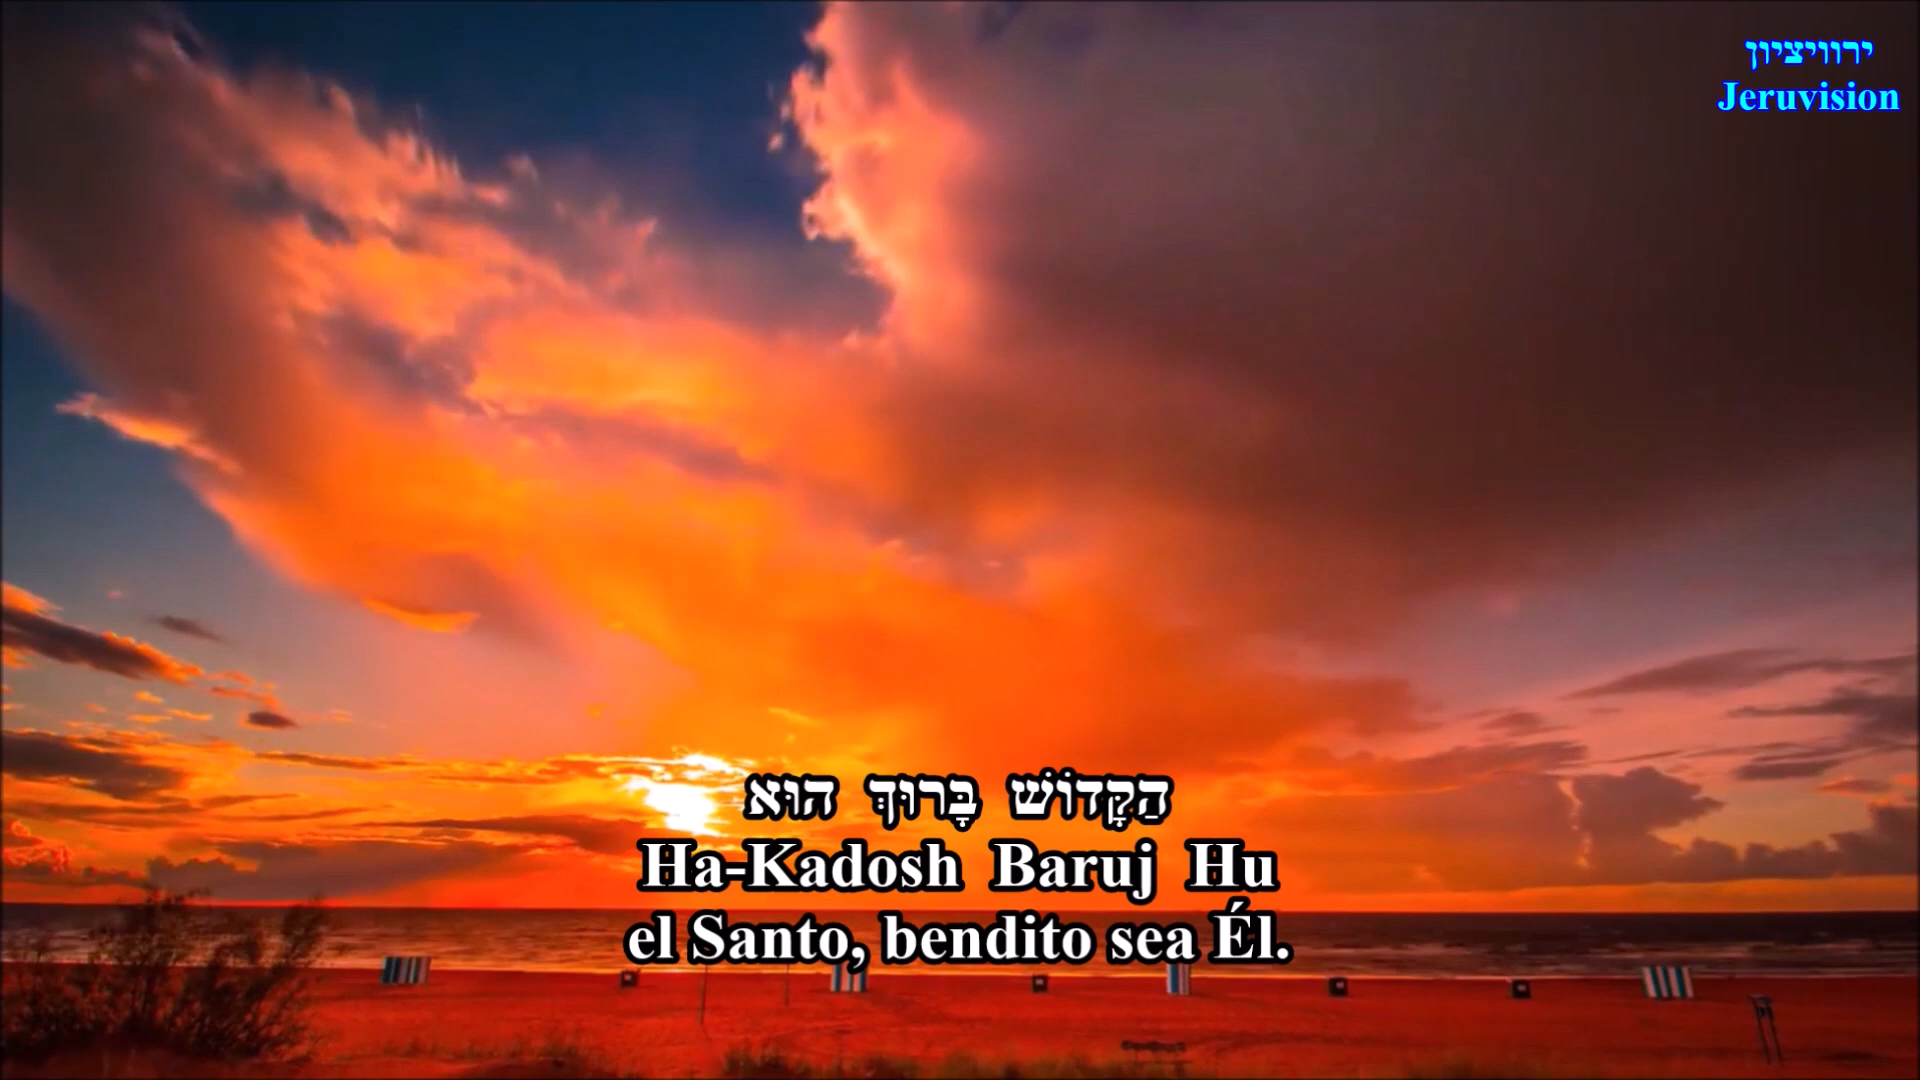 ירוויציון
Jeruvision
הַקָּדוֹשׁ בָּרוּךְ הוּא
Ha-Kadosh Baruj Hu
el Santo, bendito sea Él.